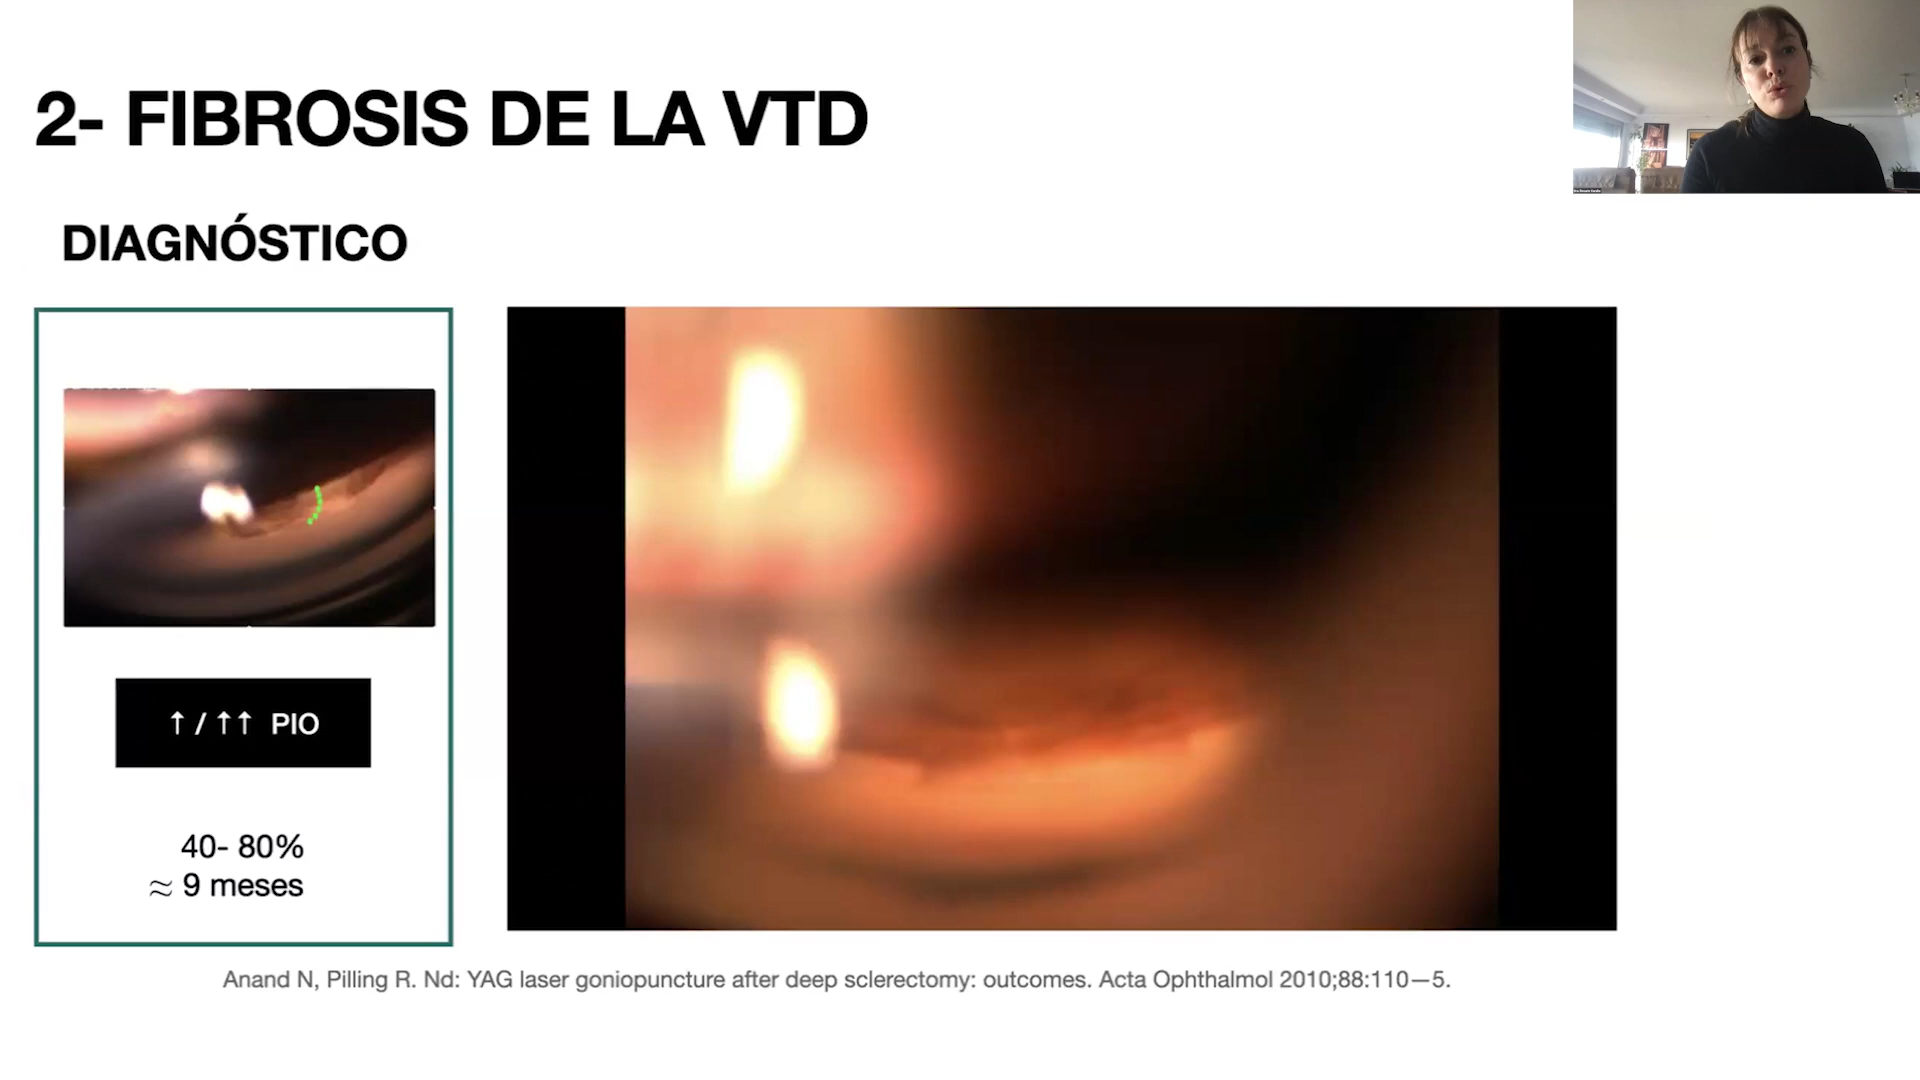 2- FIBROSIS DE LA VTD
DIAGNÓSTICO
↑ / ↑↑ PIO
40- 80%
≈ 9 meses
Anand N, Pilling R. Nd: YAG laser goniopuncture after deep sclerectomy: outcomes. Acta Ophthalmol 2010;88:110—5.